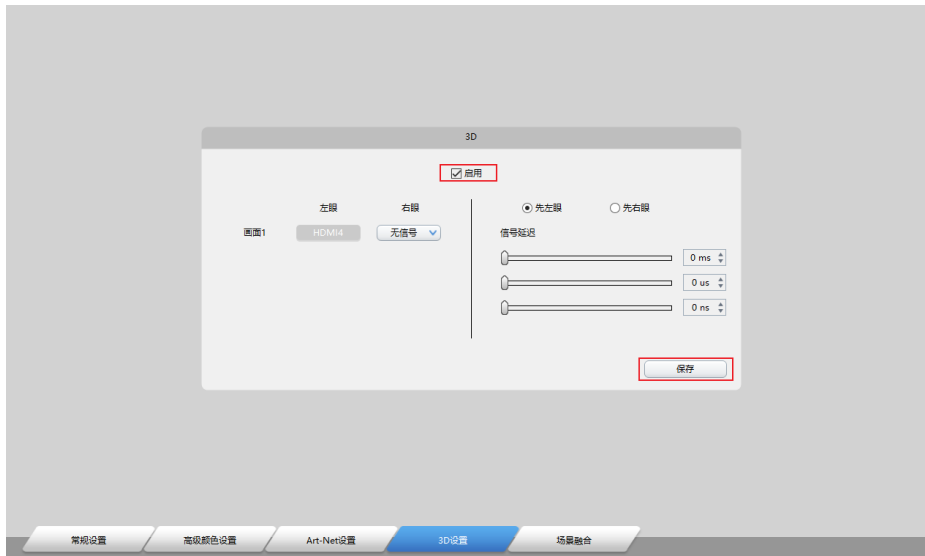 3D
启用
左眼 右眼 先左眼 先右眼
画面1 HDMI4 无信号 信号延迟
0 ms
0 us
0 ns
保存
常规设置 高级颜色设置 Art-Net设置 3D设置 场景融合